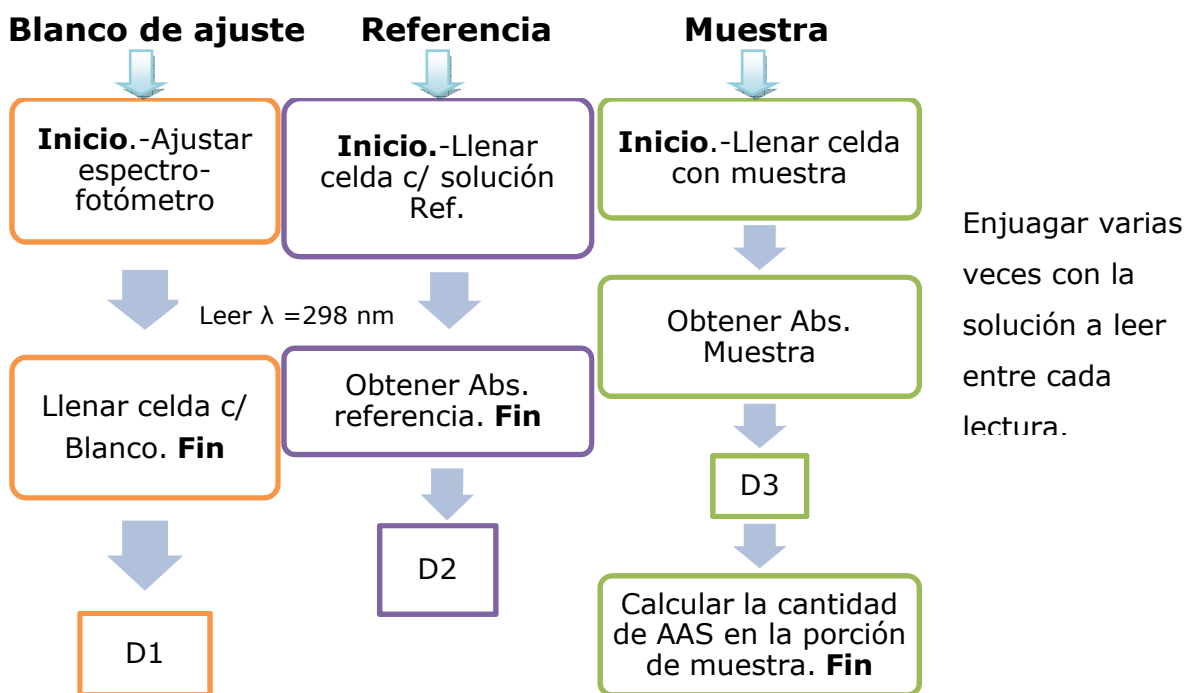 Blanco de ajuste
Inicio.-Ajustar
espectro-
fotómetro
Llenar celda c/
Blanco. Fin
D1
Referencia
Inicio.-Llenar
celda c/ solución
Ref.
Leer λ =298 nm
Obtener Abs.
referencia. Fin
D2
Muestra
Inicio.-Llenar celda
con muestra
Obtener Abs.
Muestra
D3
Calcular la cantidad
de AAS en la porción
de muestra. Fin
Enjuagar varias
veces con la
solución a leer
entre cada
lectura.